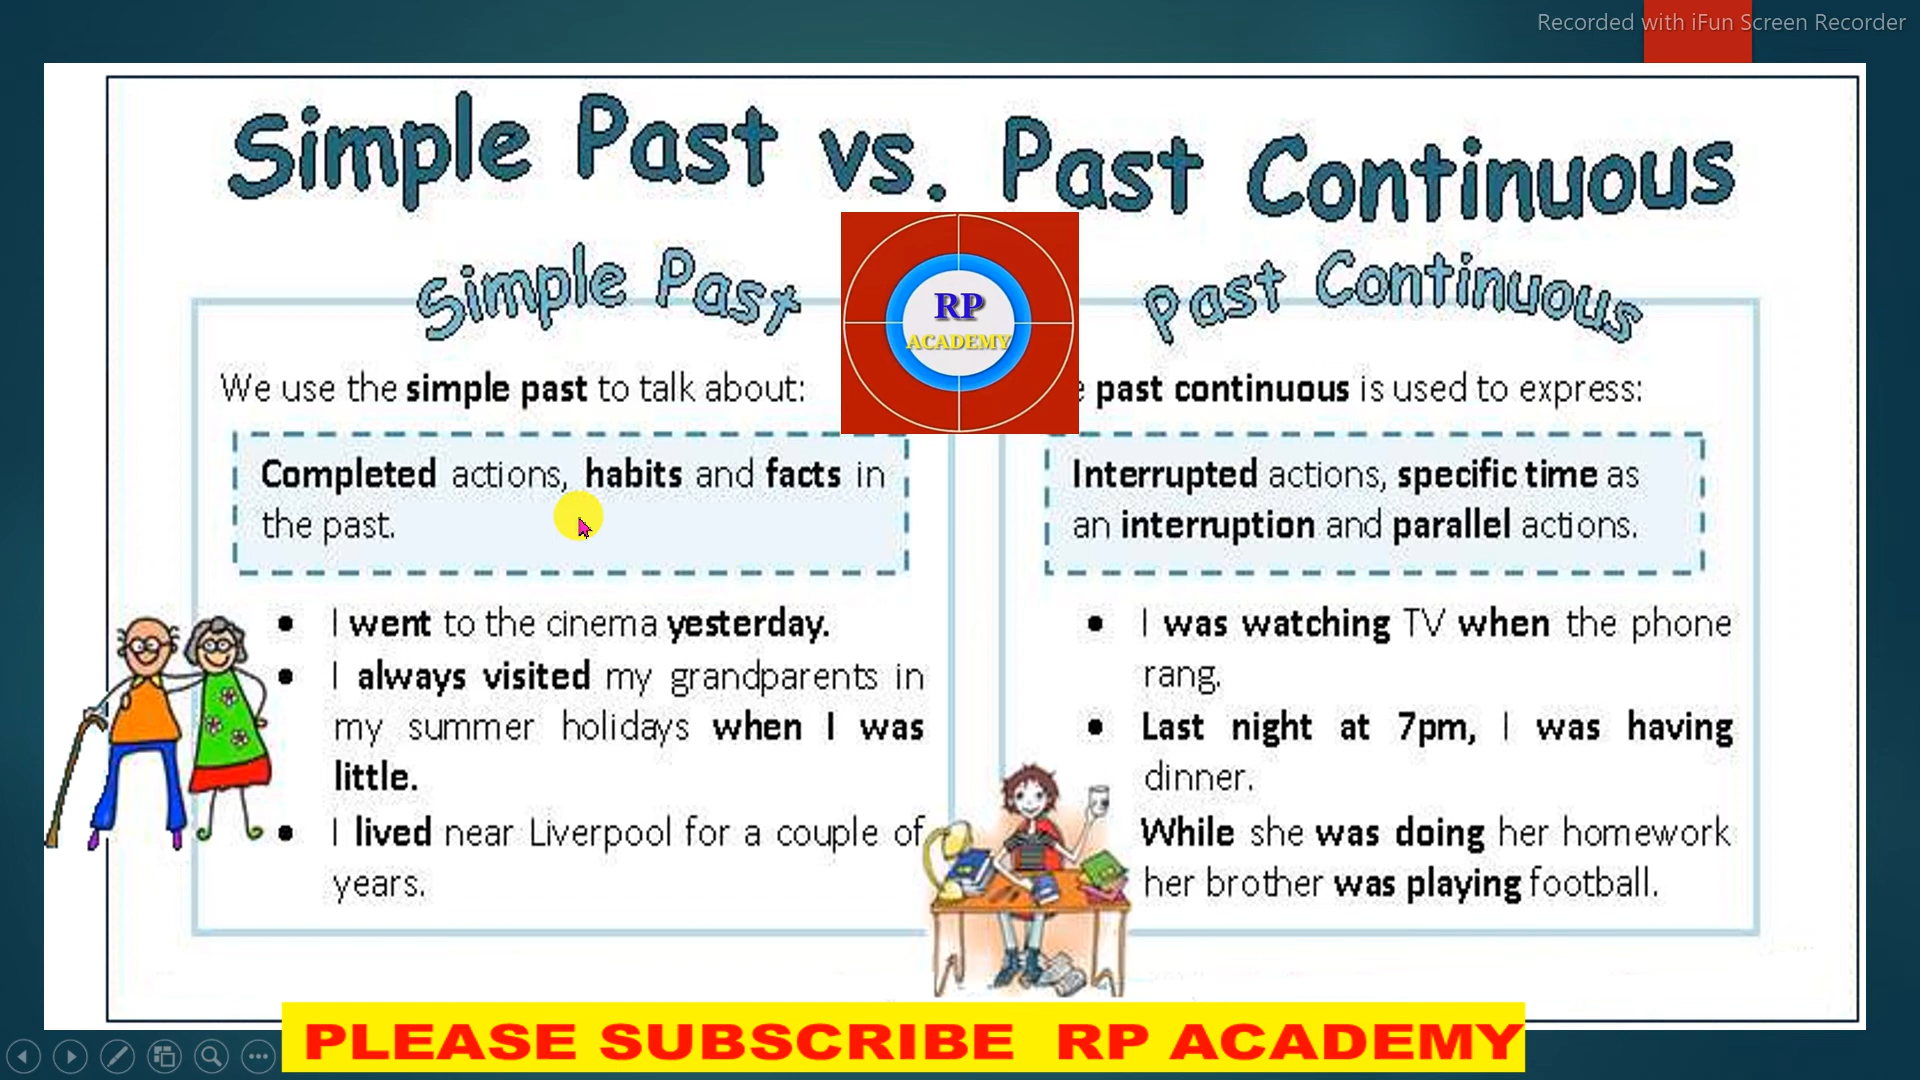 Recorded with iFun Screen Recorder
Simple Past vs. Past Continuous
Simple Past
We use the simple past to talk about:
Completed actions, habits and facts in
the past.
I went to the cinema yesterday.
I always visited my grandparents in
my summer holidays when I was
little.
I lived near Liverpool for a couple of
years.
RP
ACADEMY
Past Continuous
past continuous is used to express:
Interrupted actions, specific time as
an interruption and parallel actions.
I was watching TV when the phone
rang.
Last night at 7pm, I was having
dinner.
While she was doing her homework
her brother was playing football.
PLEASE SUBSCRIBE RP ACADEMY